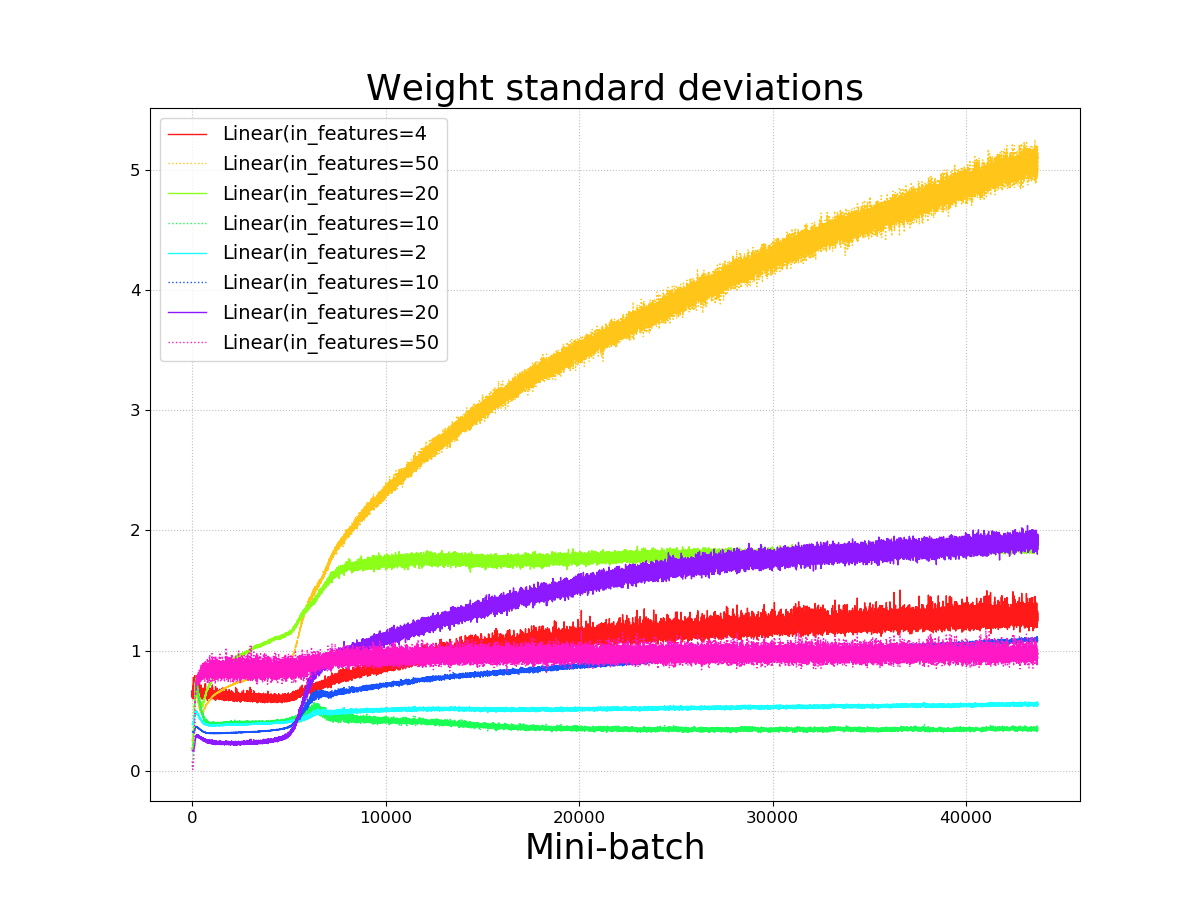 Weight standard deviations
Linear(in_features=4
Linear(in_features=50
Linear(in_features=20
Linear(in_features=10
Linear(in_features=2
Linear(in_features=10
Linear(in_features=20
Linear(in_features=50
5
4
3
2
1
0
0 10000 20000 30000 40000
Mini-batch